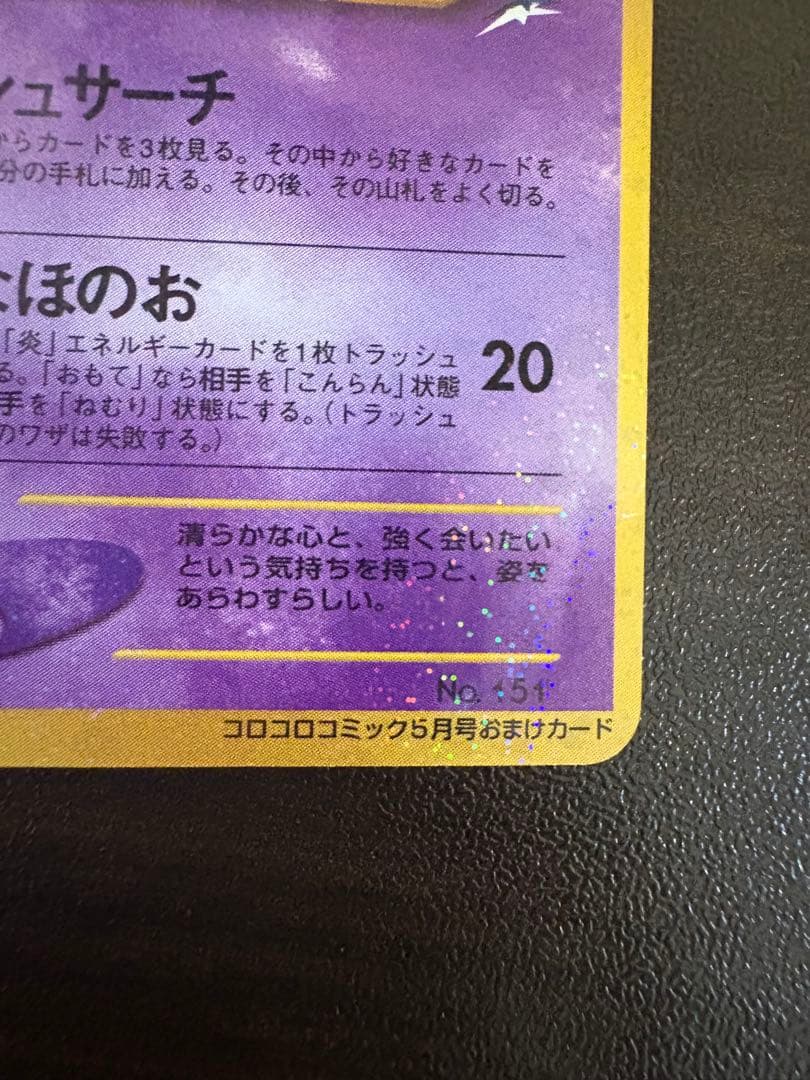 ュサーチ
らカードを3枚見る。その中から好きなカードを
分の手札に加える。その後、その山札をよく切る。
ほのお
「炎」エネルギーカードを1枚トラッシュ
る。「おもて」なら相手を「こんらん」状態
手を「ねむり」状態にする。(トラッシュ
のワザは失敗する。)
20
清らかな心と、強く会いたい
という気持ちを持つと、姿を
あらわすらしい。
No. 151
コロコロコミック5月号おまけカード